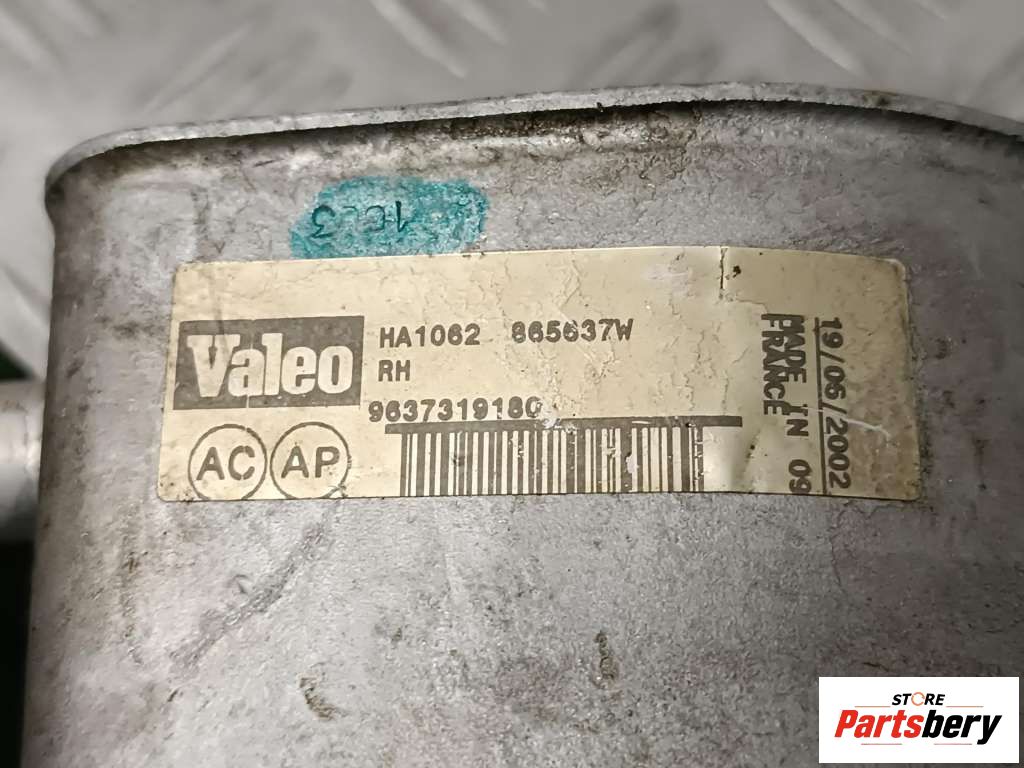 Valeo
HA1062 865637W
RH
9637319180
AC AP
MADE IN 09
FRANCE
19/06/2002
STORE
Partsbery